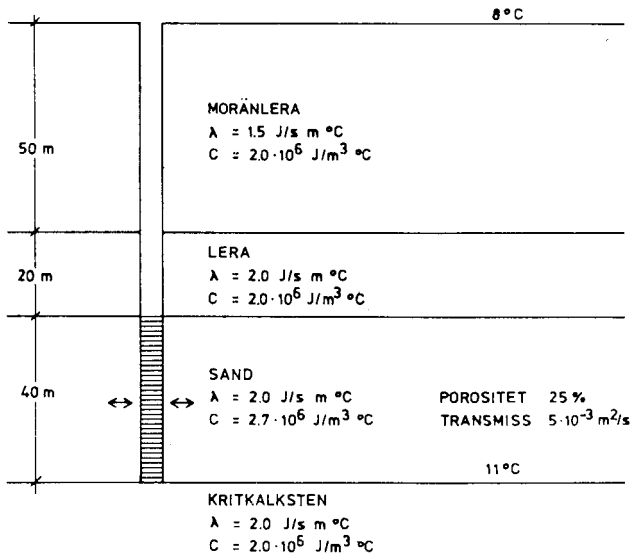 8°C
MORÄNLERA
λ = 1.5 J/s m °C
C = 2.0·10⁶ J/m³ °C
50 m
LERA
λ = 2.0 J/s m °C
C = 2.0·10⁶ J/m³ °C
20 m
SAND
λ = 2.0 J/s m °C
C = 2.7·10⁶ J/m³ °C
POROSITET 25 %
TRANSMISS 5·10⁻³ m²/s
40 m
11°C
KRITKALKSTEN
λ = 2.0 J/s m °C
C = 2.0·10⁶ J/m³ °C